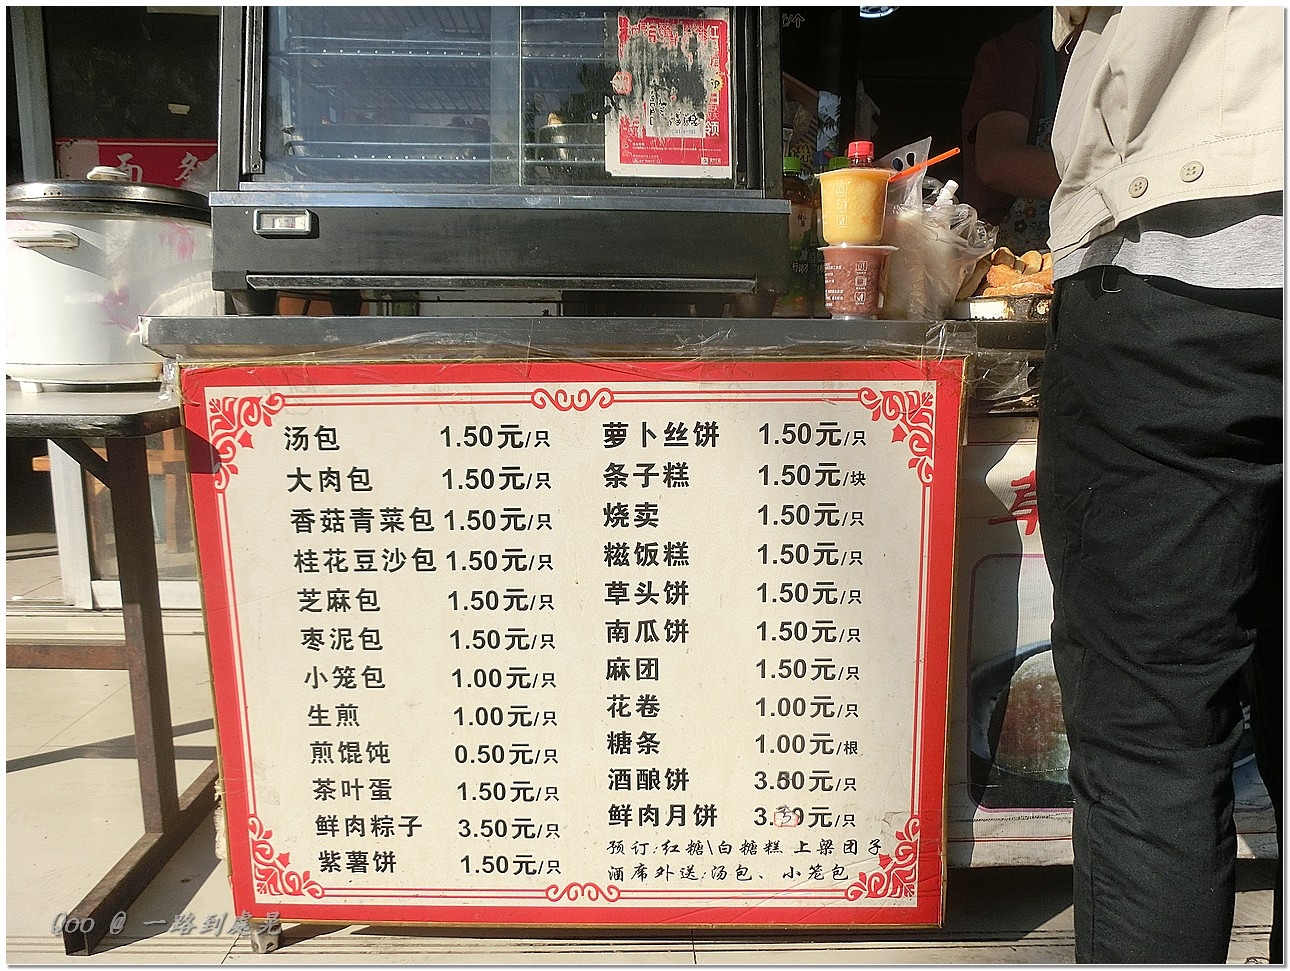 领
汤包 1.50元/只
大肉包 1.50元/只
香菇青菜包 1.50元/只
桂花豆沙包 1.50元/只
芝麻包 1.50元/只
枣泥包 1.50元/只
小笼包 1.00元/只
生煎 1.00元/只
煎馄饨 0.50元/只
茶叶蛋 1.50元/只
鲜肉粽子 3.50元/只
紫薯饼 1.50元/只
萝卜丝饼 1.50元/只
条子糕 1.50元/块
烧卖 1.50元/只
糍饭糕 1.50元/只
草头饼 1.50元/只
南瓜饼 1.50元/只
麻团 1.50元/只
花卷 1.00元/只
糖条 1.00元/根
酒酿饼 3.50元/只
鲜肉月饼 3.50元/只
预订:红糖\白糖糕 上梁团子
酒席外送:汤包、小笼包
Qoo @ 一路到處晃